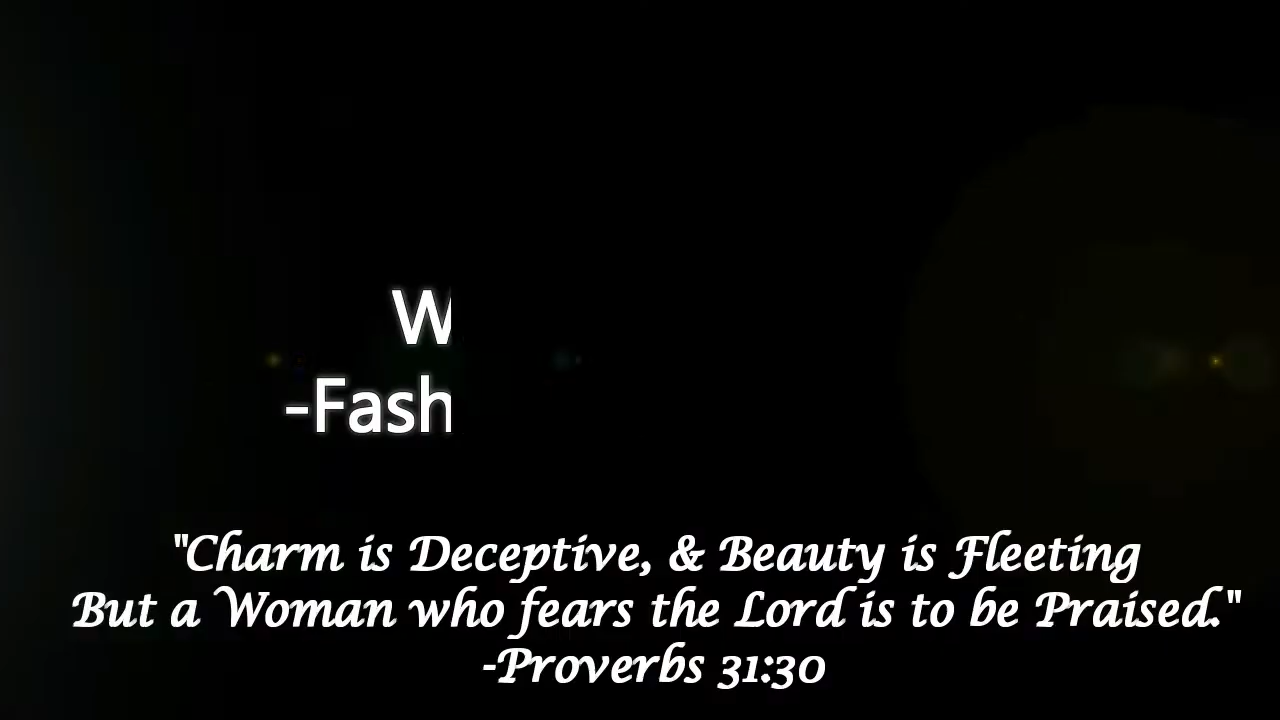 W
-Fash
"Charm is Deceptive, & Beauty is Fleeting
But a Woman who fears the Lord is to be Praised."
-Proverbs 31:30